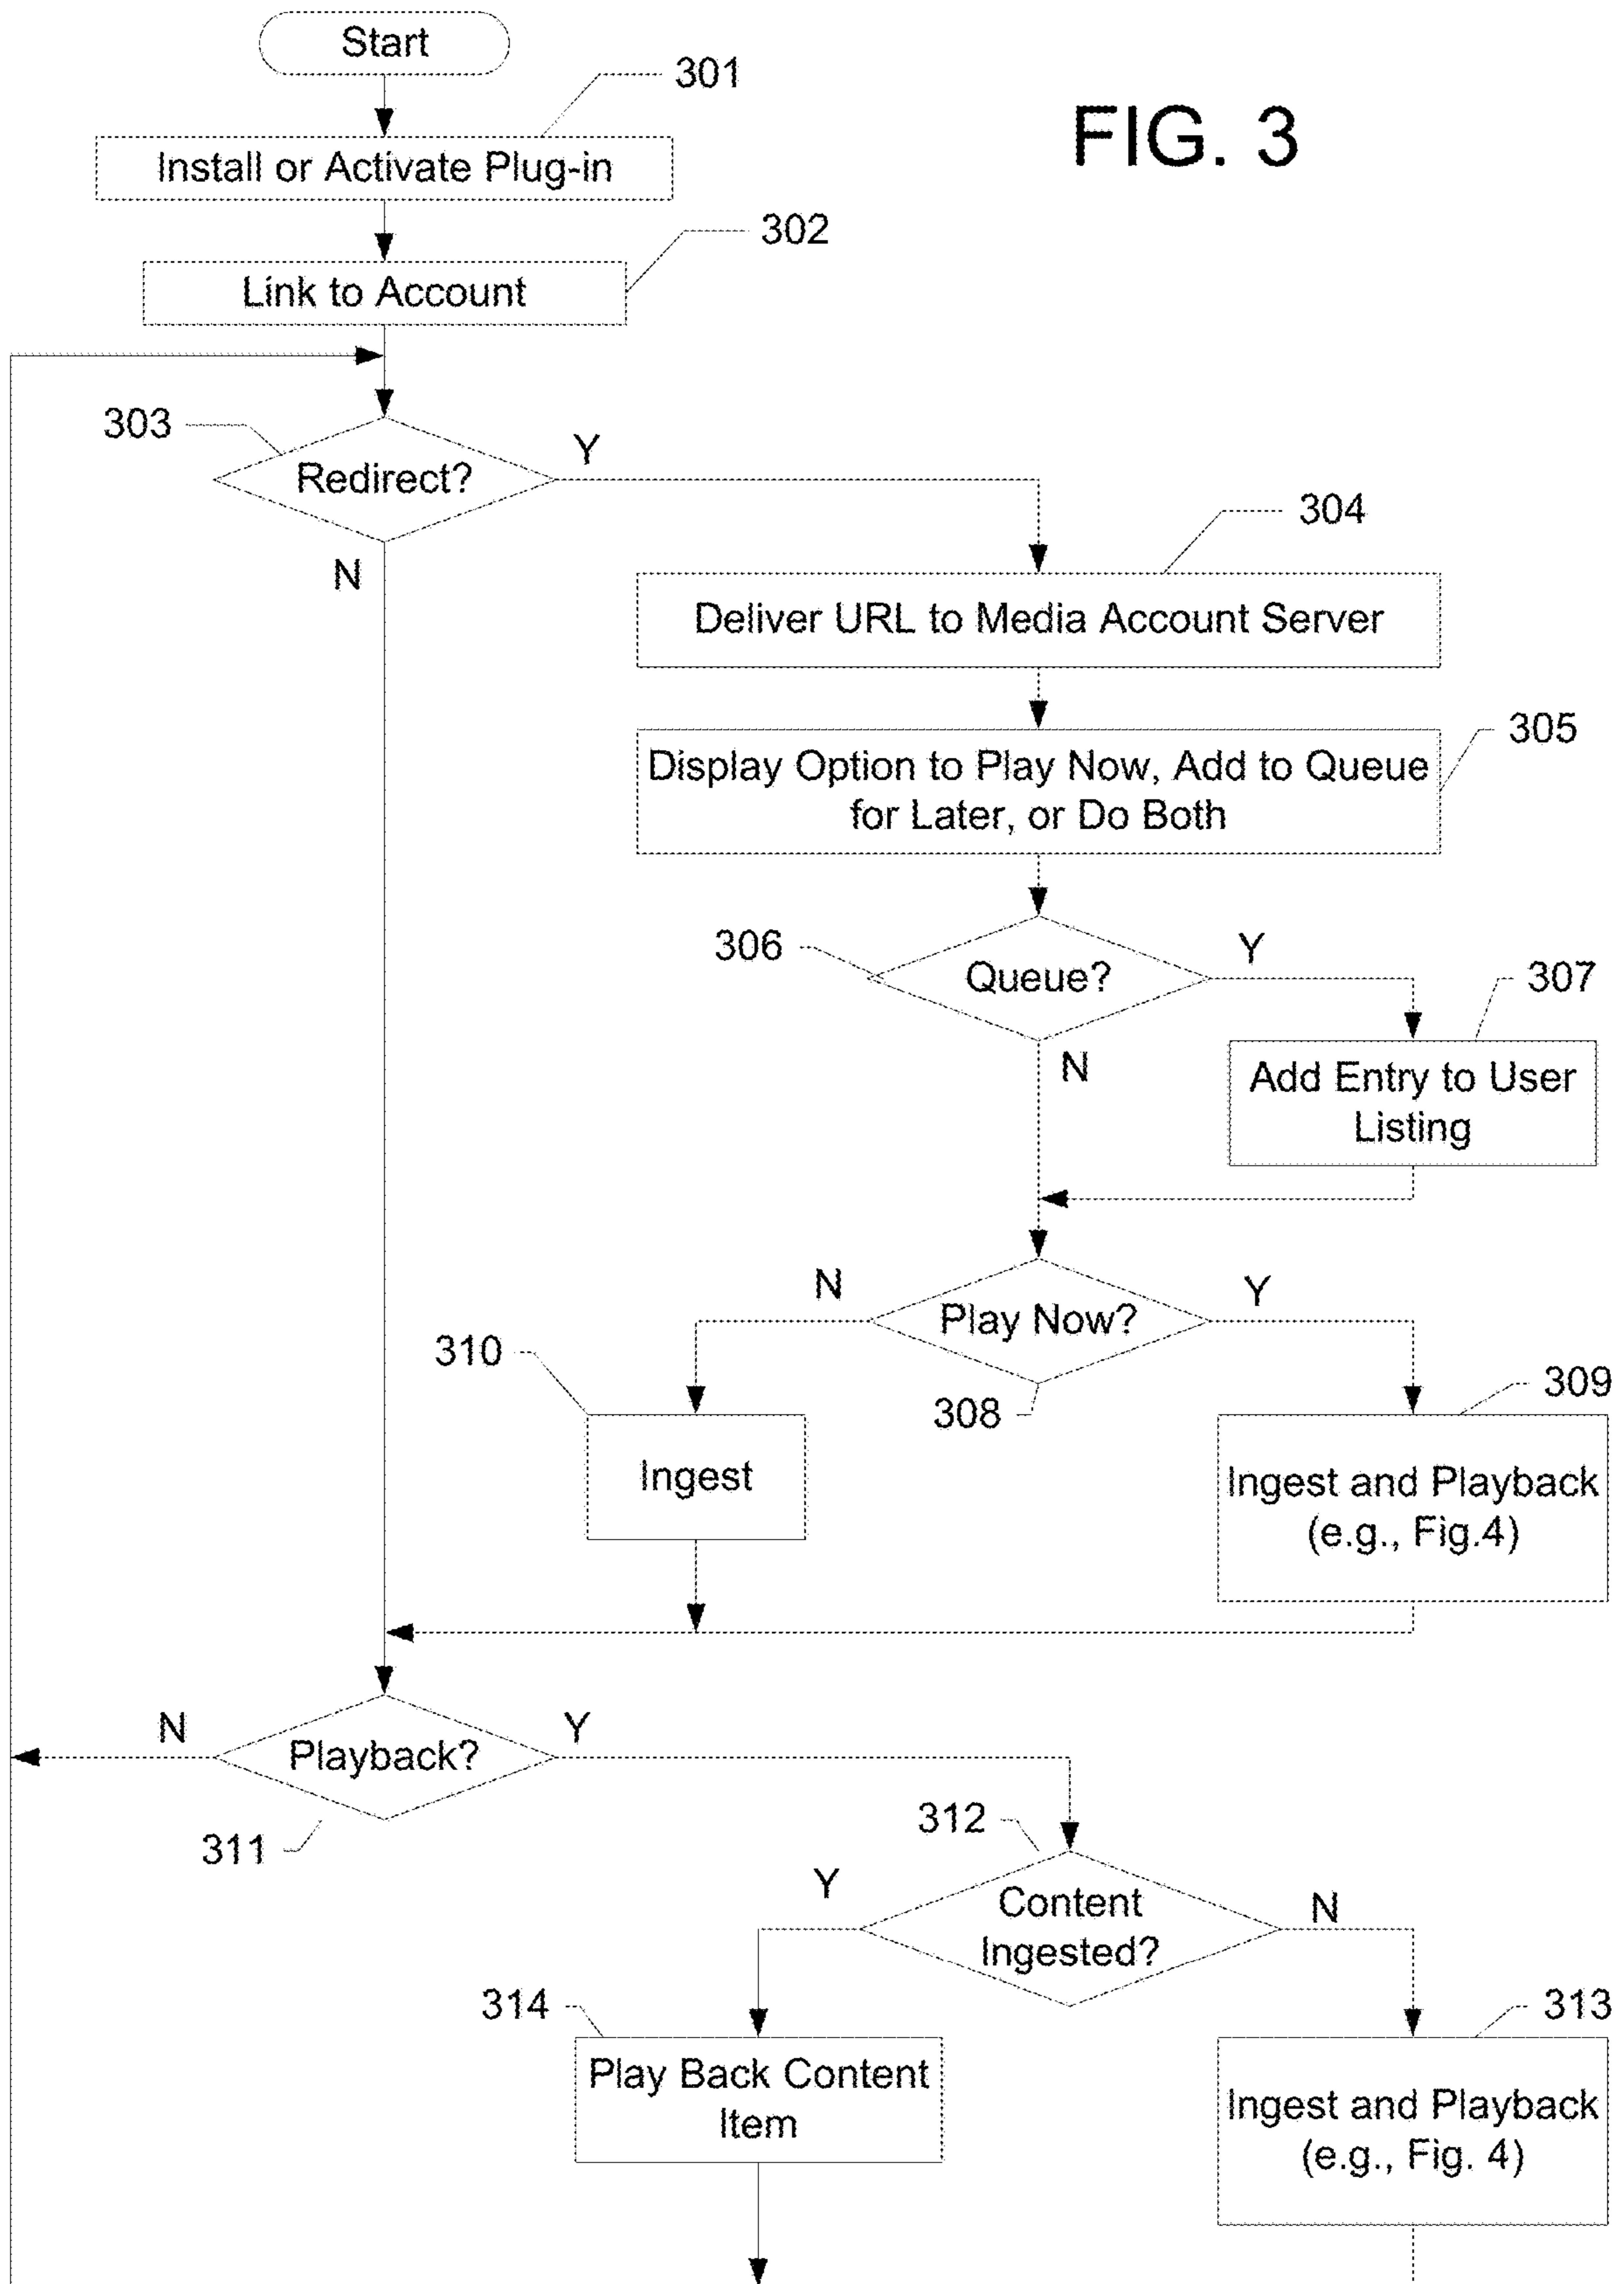 Start
301
FIG. 3
Install or Activate Plug-in
302
Link to Account
303
Redirect?
Y
N
304
Deliver URL to Media Account Server
305
Display Option to Play Now, Add to Queue
for Later, or Do Both
306
Queue?
Y
N
307
Add Entry to User
Listing
N
Play Now?
Y
308
310
Ingest
309
Ingest and Playback
(e.g., Fig.4)
N
Playback?
Y
311
312
Content
Ingested?
Y
N
314
Play Back Content
Item
313
Ingest and Playback
(e.g., Fig. 4)